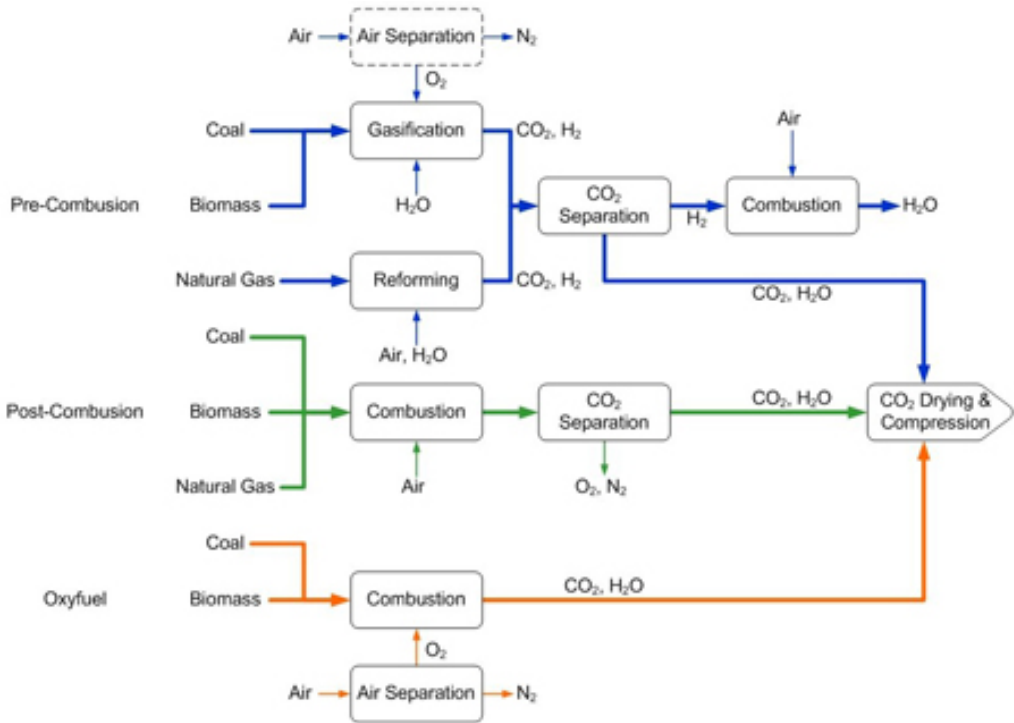 Air
Air Separation
N₂
O₂
Coal
Gasification
CO₂, H₂
Air
Pre-Combusion
Biomass
H₂O
CO₂
Separation
H₂
Combustion
H₂O
Natural Gas
Reforming
CO₂, H₂
CO₂, H₂O
Air, H₂O
Coal
Post-Combusion
Biomass
Combustion
CO₂
Separation
CO₂, H₂O
CO₂ Drying &
Compression
Natural Gas
Air
O₂, N₂
Coal
Oxyfuel
Biomass
Combustion
CO₂, H₂O
O₂
Air
Air Separation
N₂